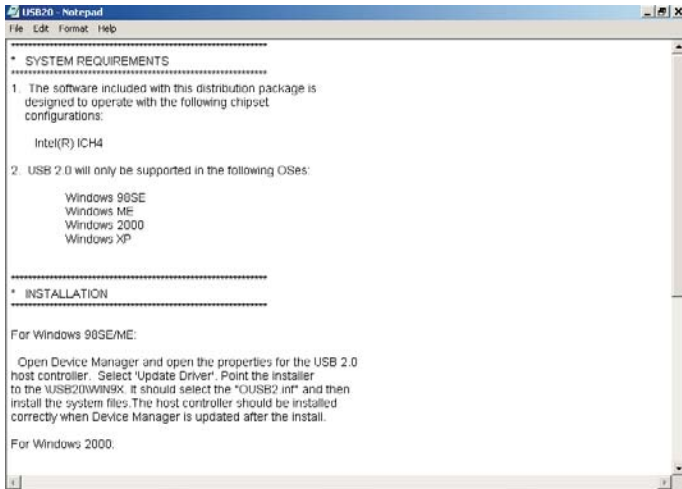 USB20 - Notepad
File Edit Format Help
************************************************************
* SYSTEM REQUIREMENTS
************************************************************
1. The software included with this distribution package is
designed to operate with the following chipset
configurations:
Intel(R) ICH4
2. USB 2.0 will only be supported in the following OSes:
Windows 98SE
Windows ME
Windows 2000
Windows XP
************************************************************
* INSTALLATION
************************************************************
For Windows 98SE/ME:
Open Device Manager and open the properties for the USB 2.0
host controller. Select 'Update Driver'. Point the installer
to the \USB20\WIN9X. It should select the "OUSB2.inf" and then
install the system files.The host controller should be installed
correctly when Device Manager is updated after the install.
For Windows 2000: